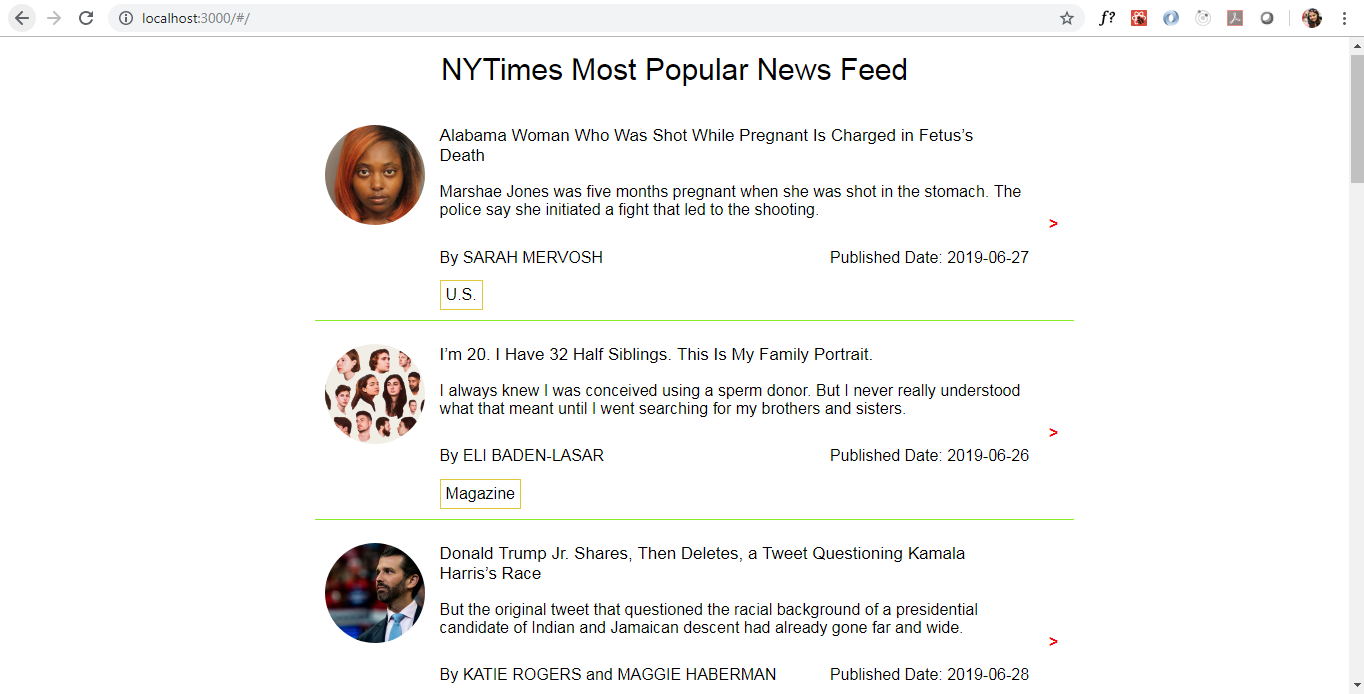 localhost:3000/#/
f?
NYTimes Most Popular News Feed
Alabama Woman Who Was Shot While Pregnant Is Charged in Fetus’s
Death
Marshae Jones was five months pregnant when she was shot in the stomach. The
police say she initiated a fight that led to the shooting.
>
By SARAH MERVOSH Published Date: 2019-06-27
U.S.
I’m 20. I Have 32 Half Siblings. This Is My Family Portrait.
I always knew I was conceived using a sperm donor. But I never really understood
what that meant until I went searching for my brothers and sisters.
>
By ELI BADEN-LASAR Published Date: 2019-06-26
Magazine
Donald Trump Jr. Shares, Then Deletes, a Tweet Questioning Kamala
Harris’s Race
But the original tweet that questioned the racial background of a presidential
candidate of Indian and Jamaican descent had already gone far and wide.
>
By KATIE ROGERS and MAGGIE HABERMAN Published Date: 2019-06-28